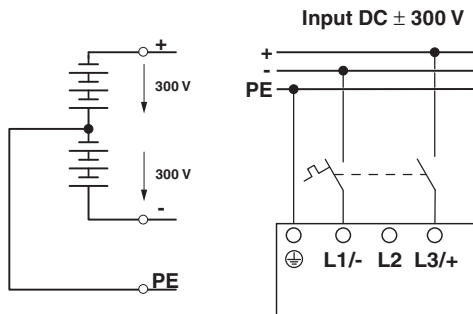 Input DC ± 300 V
+
300 V
300 V
-
PE
+
-
PE
L1/-
L2
L3/+